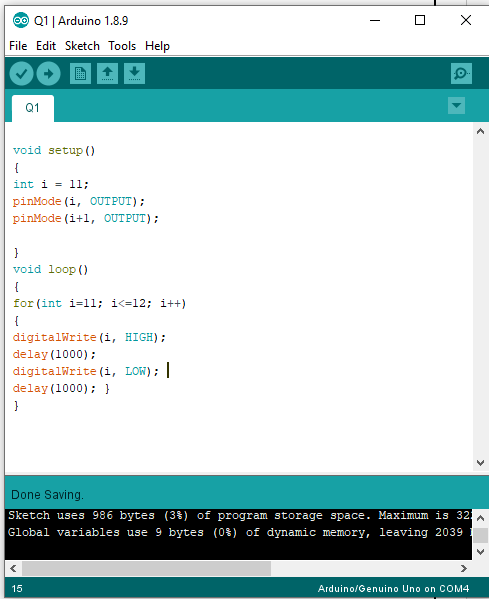 Q1 | Arduino 1.8.9
File Edit Sketch Tools Help
Q1
void setup()
{
int i = 11;
pinMode(i, OUTPUT);
pinMode(i+1, OUTPUT);
}
void loop()
{
for(int i=11; i<=12; i++)
{
digitalWrite(i, HIGH);
delay(1000);
digitalWrite(i, LOW);
delay(1000); }
}
Done Saving.
Sketch uses 986 bytes (3%) of program storage space. Maximum is 322
Global variables use 9 bytes (0%) of dynamic memory, leaving 2039
15 Arduino/Genuino Uno on COM4